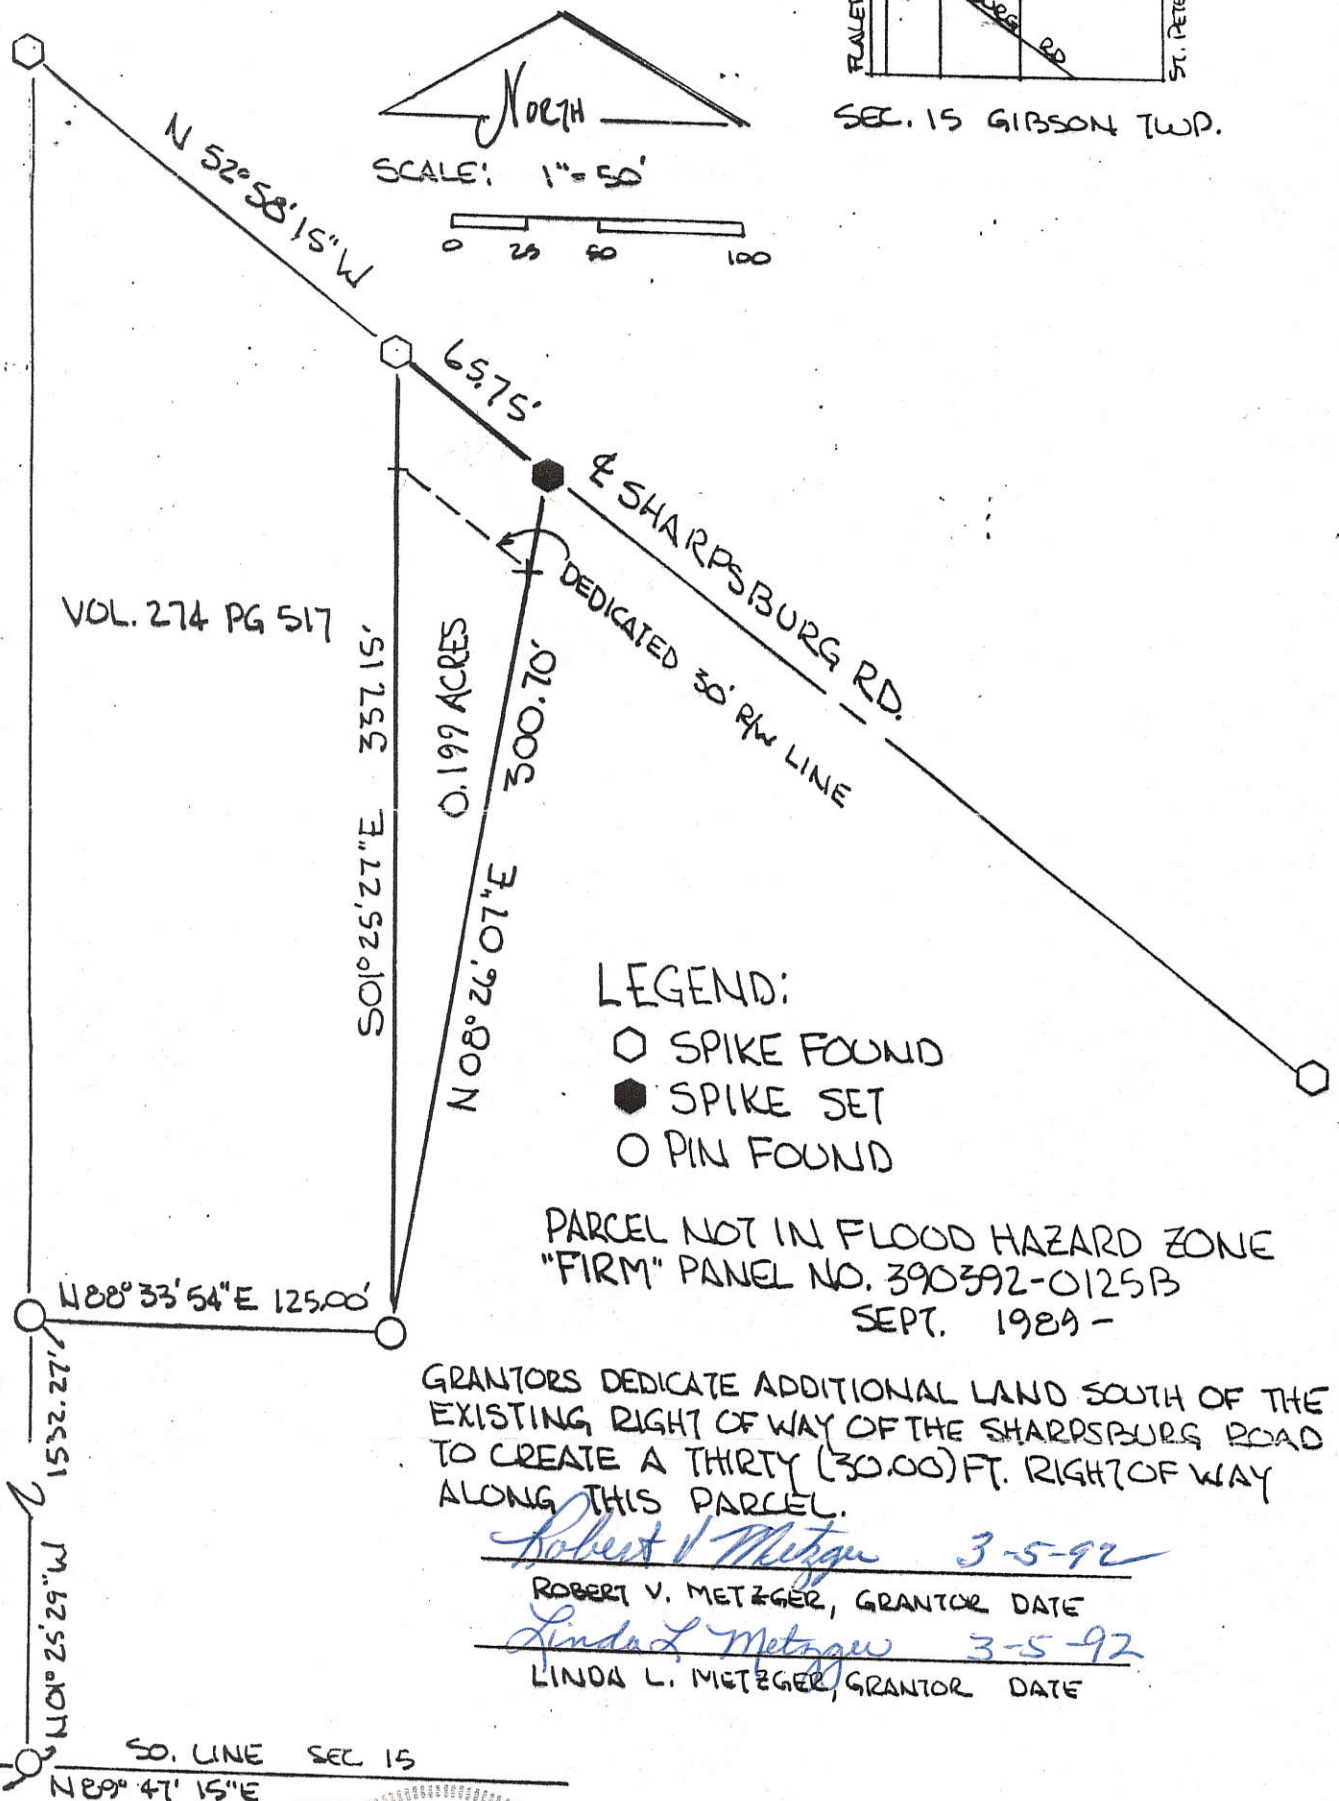 RD
ST. PETE
NORTH
SEC. 15 GIBSON TWP.
SCALE: 1"=50'
0 25 50 100
N 52°58'15" W
65.75'
℄ SHARPSBURG RD.
DEDICATED 30' R/W LINE
VOL. 274 PG 517
S01°25'27"E 337.15'
0.199 ACRES
N 08°26'07"E 300.70'
LEGEND:
SPIKE FOUND
SPIKE SET
PIN FOUND
PARCEL NOT IN FLOOD HAZARD ZONE
"FIRM" PANEL NO. 390392-0125B
SEPT. 1989-
N88°33'54"E 125.00'
1532.27'
N01°25'29"W
GRANTORS DEDICATE ADDITIONAL LAND SOUTH OF THE
EXISTING RIGHT OF WAY OF THE SHARPSBURG ROAD
TO CREATE A THIRTY (30.00) FT. RIGHT OF WAY
ALONG THIS PARCEL.
Robert V Metzger 3-5-92
ROBERT V. METZGER, GRANTOR DATE
Linda L Metzger 3-5-92
LINDA L. METZGER, GRANTOR DATE
SO. LINE SEC 15
N89°47'15"E